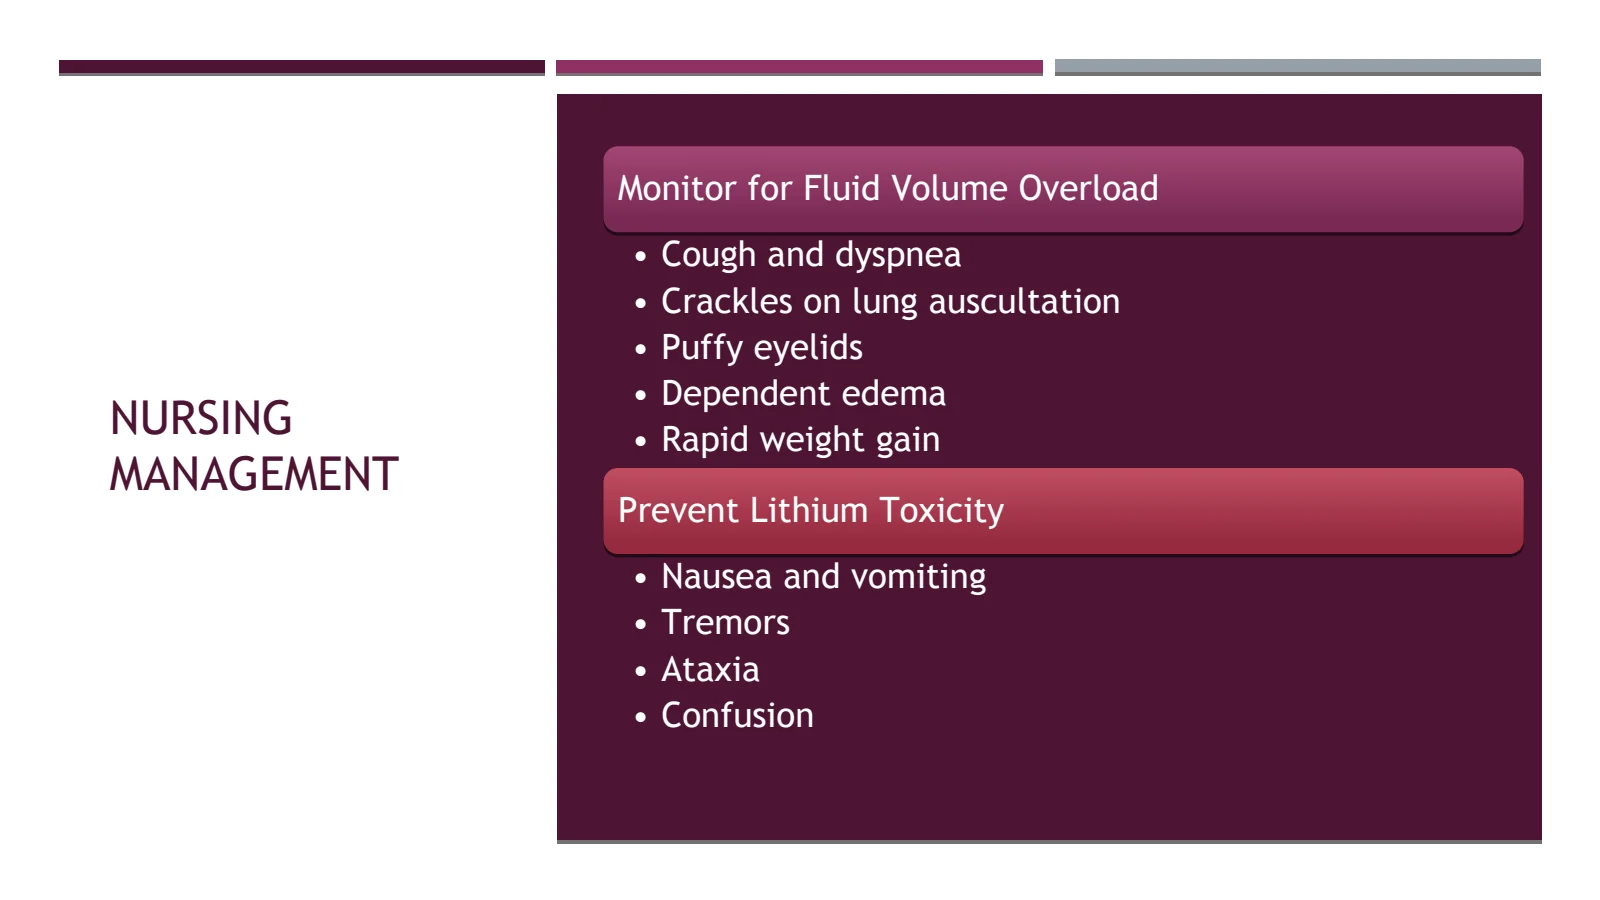 NURSING
MANAGEMENT
Monitor for Fluid Volume Overload
• Cough and dyspnea
• Crackles on lung auscultation
• Puffy eyelids
• Dependent edema
• Rapid weight gain
Prevent Lithium Toxicity
• Nausea and vomiting
• Tremors
• Ataxia
• Confusion